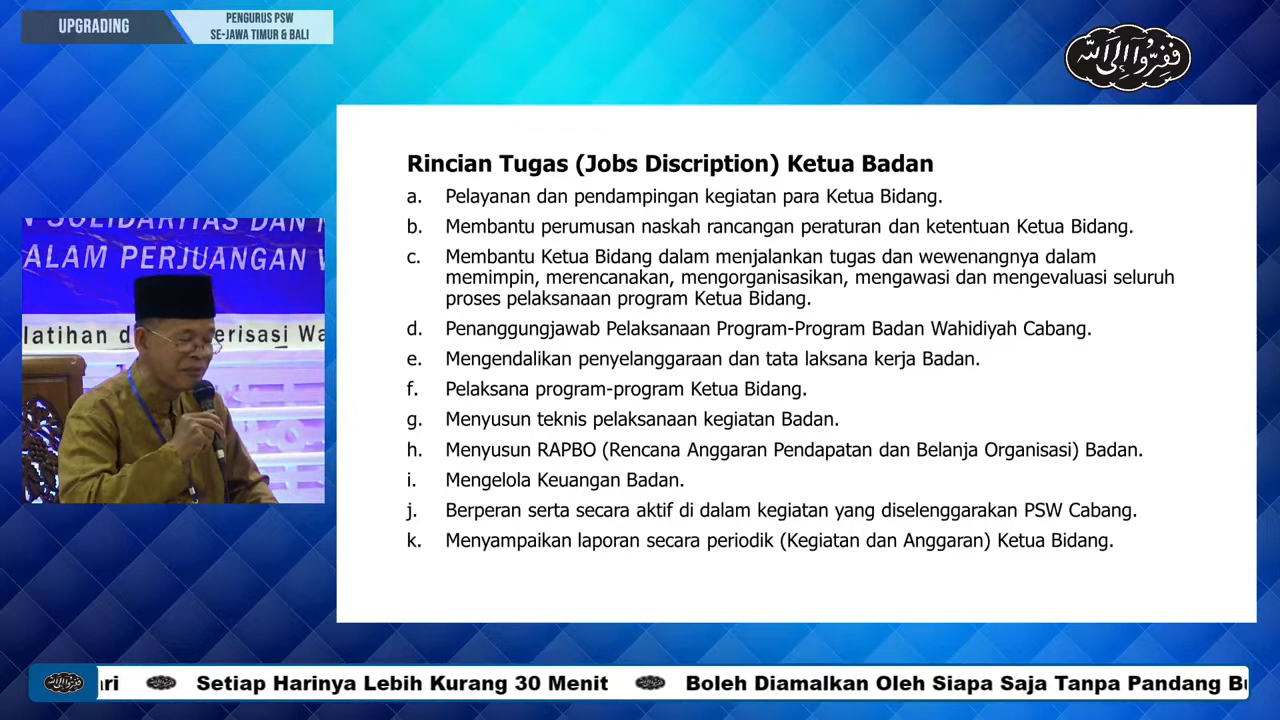 UPGRADING
PENGURUS PSW
SE-JAWA TIMUR & BALI
فَفِرُّوٓا۟ إِلَى ٱللَّهِ
Rincian Tugas (Jobs Discription) Ketua Badan
a. Pelayanan dan pendampingan kegiatan para Ketua Bidang.
b. Membantu perumusan naskah rancangan peraturan dan ketentuan Ketua Bidang.
c. Membantu Ketua Bidang dalam menjalankan tugas dan wewenangnya dalam
memimpin, merencanakan, mengorganisasikan, mengawasi dan mengevaluasi seluruh
proses pelaksanaan program Ketua Bidang.
d. Penanggungjawab Pelaksanaan Program-Program Badan Wahidiyah Cabang.
e. Mengendalikan penyelanggaraan dan tata laksana kerja Badan.
f. Pelaksana program-program Ketua Bidang.
g. Menyusun teknis pelaksanaan kegiatan Badan.
h. Menyusun RAPBO (Rencana Anggaran Pendapatan dan Belanja Organisasi) Badan.
i. Mengelola Keuangan Badan.
j. Berperan serta secara aktif di dalam kegiatan yang diselenggarakan PSW Cabang.
k. Menyampaikan laporan secara periodik (Kegiatan dan Anggaran) Ketua Bidang.
SOLIDARITAS DAN
ALAM PERJUANGAN
latihan d erisasi Wa
ri Setiap Harinya Lebih Kurang 30 Menit Boleh Diamalkan Oleh Siapa Saja Tanpa Pandang